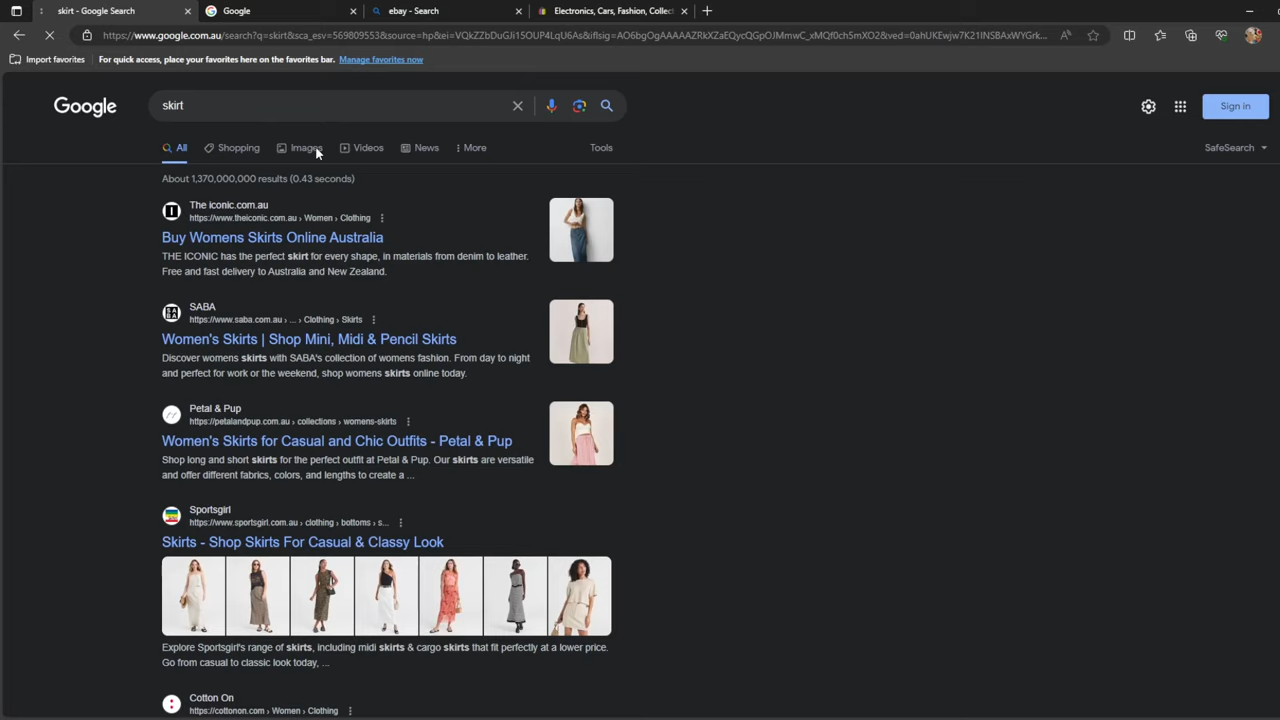 skirt - Google Search
Google
ebay - Search
Electronics, Cars, Fashion, Collect
Import favorites
For quick access, place your favorites here on the favorites bar. Manage favorites now
Google
skirt
Sign in
All
Shopping
Images
Videos
News
More
Tools
SafeSearch
About 1,370,000,000 results (0.43 seconds)
The Iconic.com.au
https://www.theiconic.com.au › Women › Clothing
Buy Womens Skirts Online Australia
THE ICONIC has the perfect skirt for every shape, in materials from denim to leather.
Free and fast delivery to Australia and New Zealand.
SABA
SA
BA
https://www.saba.com.au › ... › Clothing › Skirts
Women's Skirts | Shop Mini, Midi & Pencil Skirts
Discover womens skirts with SABA's collection of womens fashion. From day to night
and perfect for work or the weekend, shop womens skirts online today.
Petal & Pup
https://petalandpup.com.au › collections › womens-skirts
Women's Skirts for Casual and Chic Outfits - Petal & Pup
Shop long and short skirts for the perfect outfit at Petal & Pup. Our skirts are versatile
and offer different fabrics, colors, and lengths to create a ...
Sportsgirl
https://www.sportsgirl.com.au › clothing › bottoms › s...
Skirts - Shop Skirts For Casual & Classy Look
Explore Sportsgirl's range of skirts, including midi skirts & cargo skirts that fit perfectly at a lower price.
Go from casual to classic look today, ...
Cotton On
https://cottonon.com › Women › Clothing